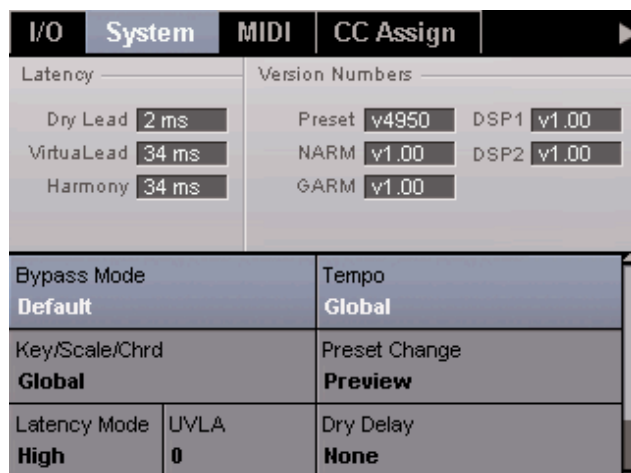 I/O System MIDI CC Assign
Latency Version Numbers
Dry Lead 2 ms Preset v4950 DSP1 v1.00
VirtuaLead 34 ms NARM v1.00 DSP2 v1.00
Harmony 34 ms GARM v1.00
Bypass Mode Tempo
Default Global
Key/Scale/Chrd Preset Change
Global Preview
Latency Mode UVLA Dry Delay
High 0 None